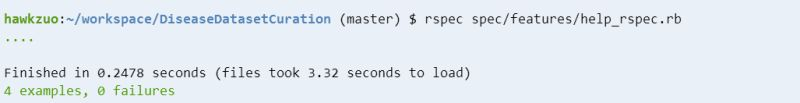 hawkzuo:~/workspace/DiseaseDatasetCuration (master) $ rspec spec/features/help_rspec.rb
....
Finished in 0.2478 seconds (files took 3.32 seconds to load)
4 examples, 0 failures